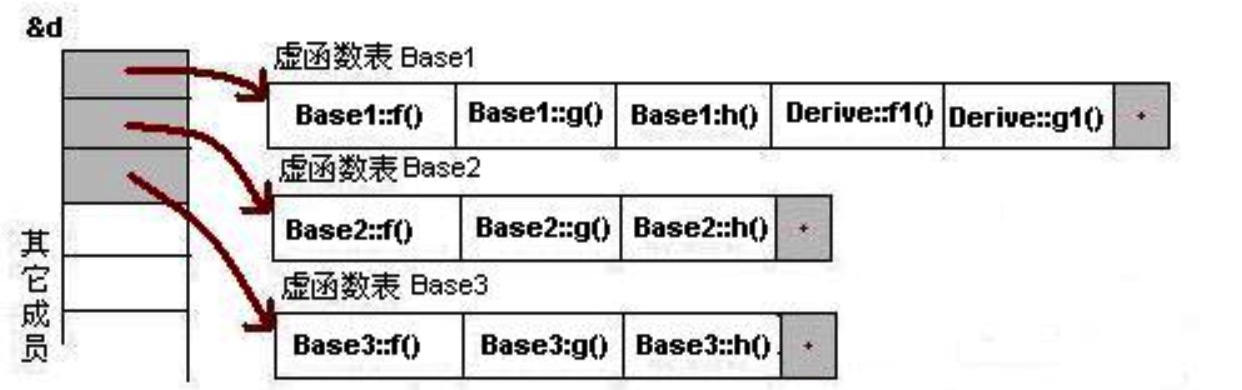 &d
虚函数表 Base1
Base1::f() Base1::g() Base1:h() Derive::f1() Derive::g1()
虚函数表 Base2
Base2::f() Base2::g() Base2::h()
虚函数表 Base3
Base3::f() Base3:g() Base3::h()
其它成员